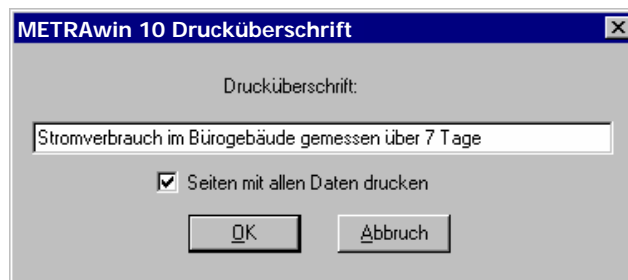 METRAwin 10 Drucküberschrift
Drucküberschrift:
Stromverbrauch im Bürogebäude gemessen über 7 Tage
Seiten mit allen Daten drucken
OK Abbruch